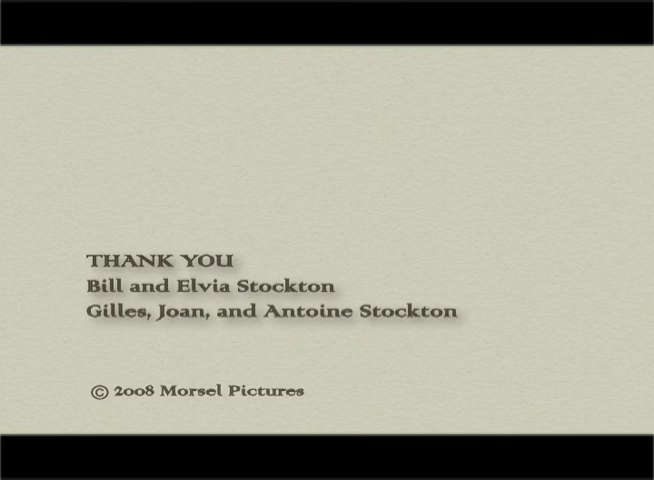 THANK YOU
Bill and Elvia Stockton
Gilles, Joan, and Antoine Stockton
© 2008 Morsel Pictures